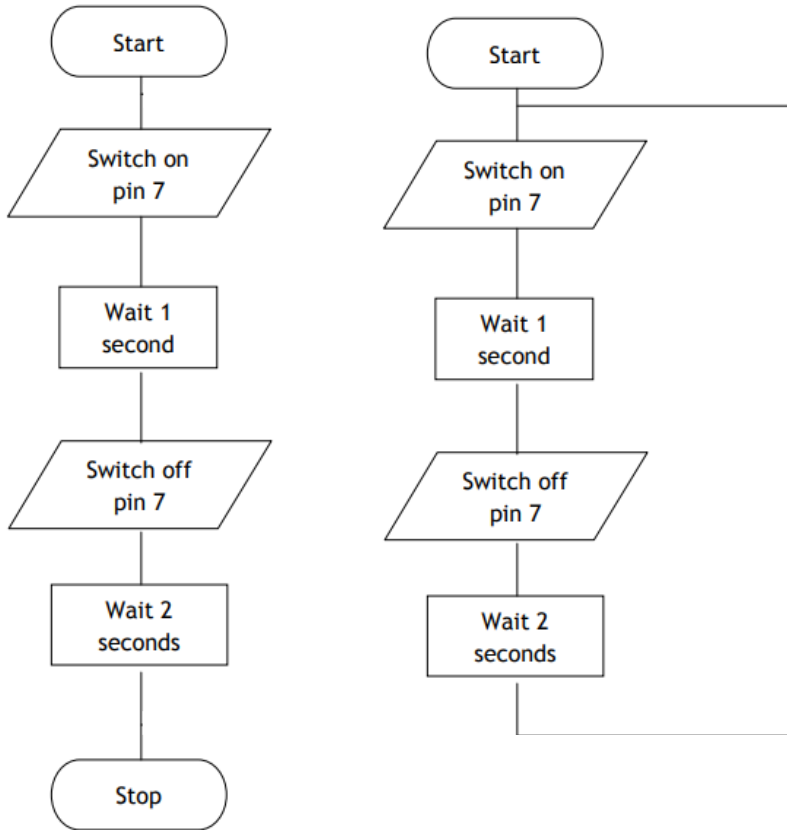 Start
Switch on
pin 7
Wait 1
second
Switch off
pin 7
Wait 2
seconds
Stop
Start
Switch on
pin 7
Wait 1
second
Switch off
pin 7
Wait 2
seconds